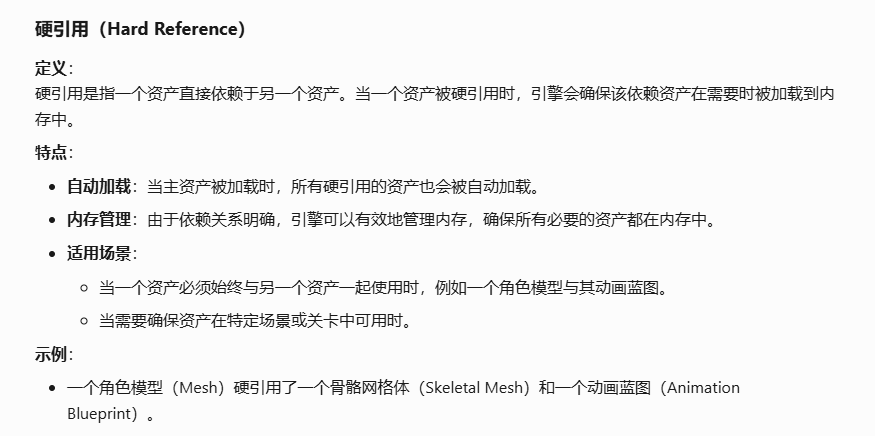 硬引用（Hard Reference）
定义：
硬引用是指一个资产直接依赖于另一个资产。当一个资产被硬引用时，引擎会确保该依赖资产在需要时被加载到内
存中。
特点：
• 自动加载：当主资产被加载时，所有硬引用的资产也会被自动加载。
• 内存管理：由于依赖关系明确，引擎可以有效地管理内存，确保所有必要的资产都在内存中。
• 适用场景：
○ 当一个资产必须始终与另一个资产一起使用时，例如一个角色模型与其动画蓝图。
○ 当需要确保资产在特定场景或关卡中可用时。
示例：
• 一个角色模型（Mesh）硬引用了一个骨骼网格体（Skeletal Mesh）和一个动画蓝图（Animation
Blueprint）。